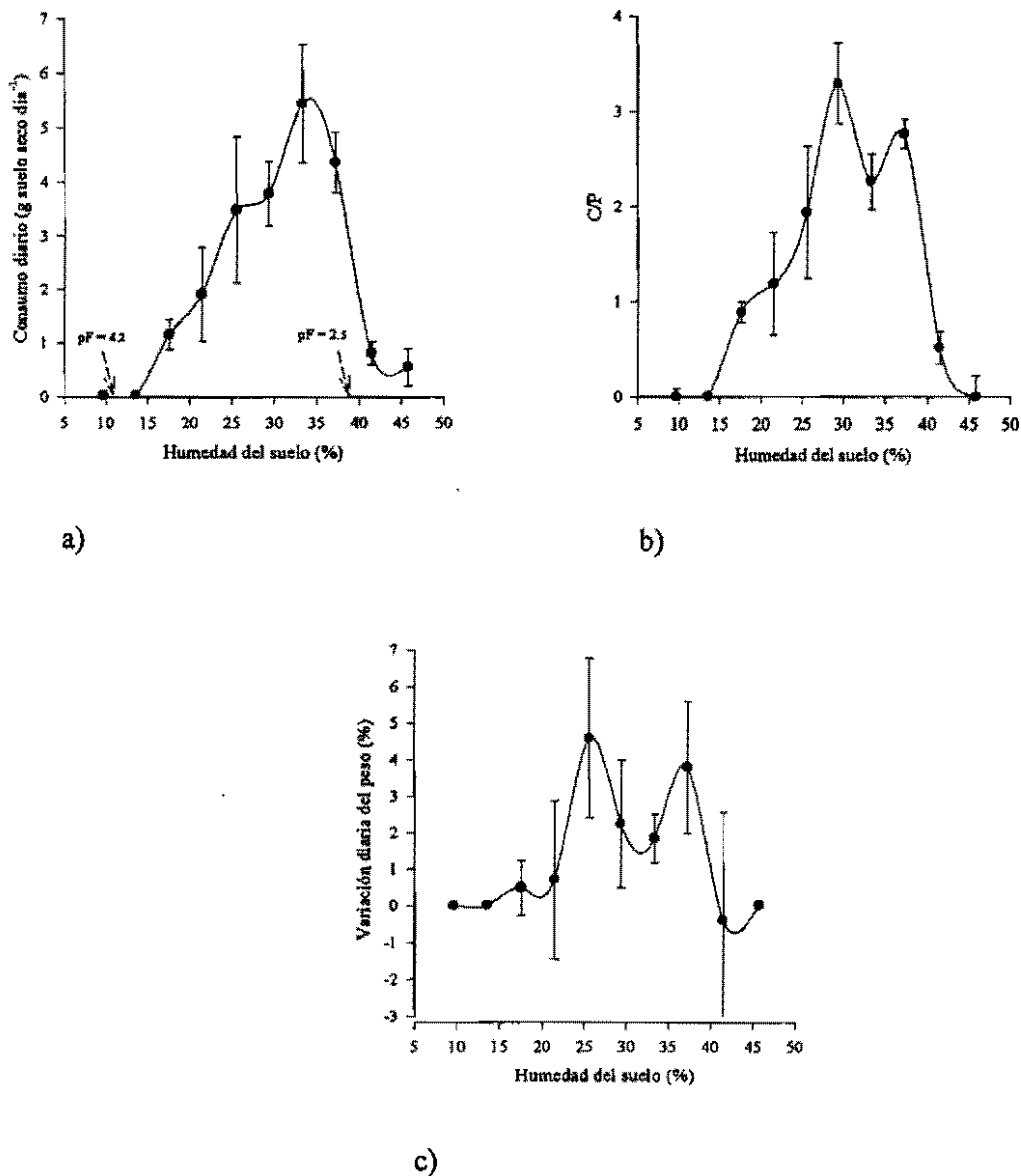 7
6
5
4
3
2
1
0
Consumo diario (g suelo seco día⁻¹)
pF = 4.2
pF = 2.5
5 10 15 20 25 30 35 40 45 50
Humedad del suelo (%)
a)
4
3
2
1
0
C/P
5 10 15 20 25 30 35 40 45 50
Humedad del suelo (%)
b)
7
6
5
4
3
2
1
0
-1
-2
-3
Variación diaria del peso (%)
5 10 15 20 25 30 35 40 45 50
Humedad del suelo (%)
c)